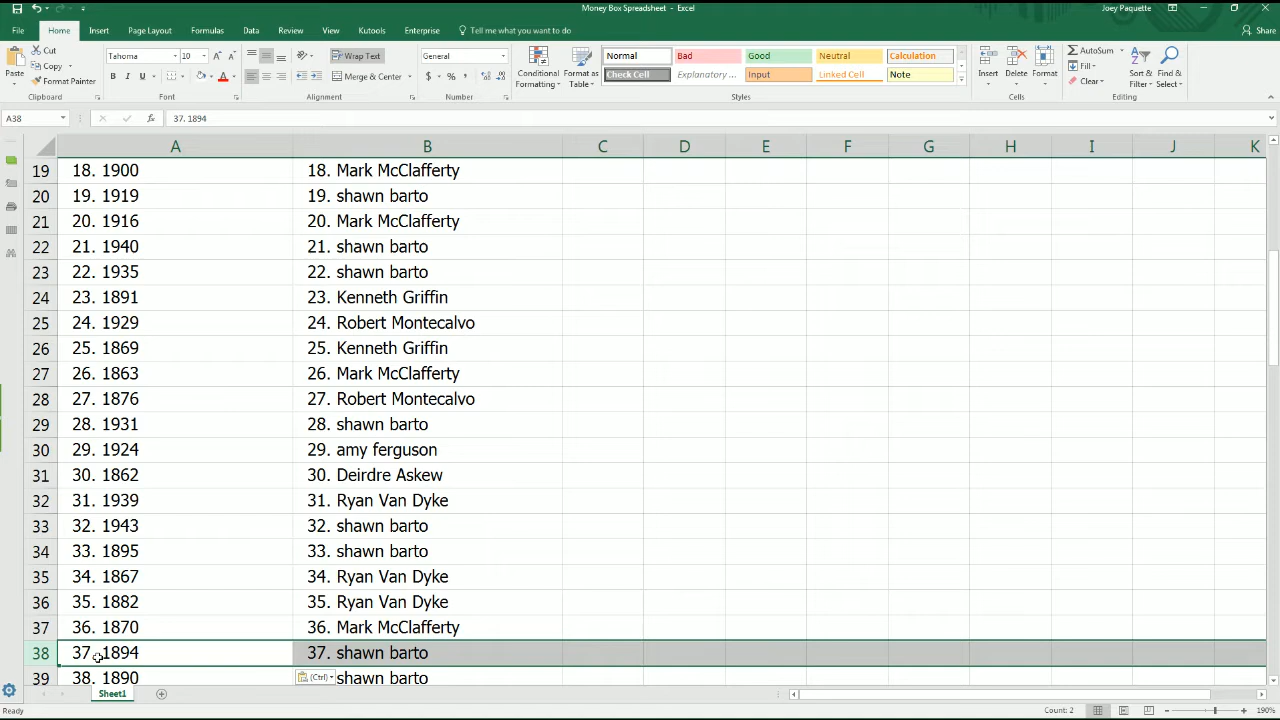 Money Box Spreadsheet - Excel
Joey Paquette
File Home Insert Page Layout Formulas Data Review View Kutools Enterprise Tell me what you want to do Share
Paste
Cut
Copy
Format Painter
Clipboard
Tahoma 10
B I U
Font
Wrap Text
Merge & Center
Alignment
General
$ % ,
Number
Conditional Formatting
Format as Table
Normal Bad Good Neutral Calculation
Check Cell Explanatory ... Input Linked Cell Note
Styles
Insert Delete Format
Cells
AutoSum
Fill
Clear
Sort & Filter
Find & Select
Editing
A38 fx 37. 1894
A B C D E F G H I J K
19 18. 1900 18. Mark McClafferty
20 19. 1919 19. shawn barto
21 20. 1916 20. Mark McClafferty
22 21. 1940 21. shawn barto
23 22. 1935 22. shawn barto
24 23. 1891 23. Kenneth Griffin
25 24. 1929 24. Robert Montecalvo
26 25. 1869 25. Kenneth Griffin
27 26. 1863 26. Mark McClafferty
28 27. 1876 27. Robert Montecalvo
29 28. 1931 28. shawn barto
30 29. 1924 29. amy ferguson
31 30. 1862 30. Deirdre Askew
32 31. 1939 31. Ryan Van Dyke
33 32. 1943 32. shawn barto
34 33. 1895 33. shawn barto
35 34. 1867 34. Ryan Van Dyke
36 35. 1882 35. Ryan Van Dyke
37 36. 1870 36. Mark McClafferty
38 37. 1894 37. shawn barto
39 38. 1890 shawn barto
(Ctrl)
Sheet1
Ready Count: 2 190%